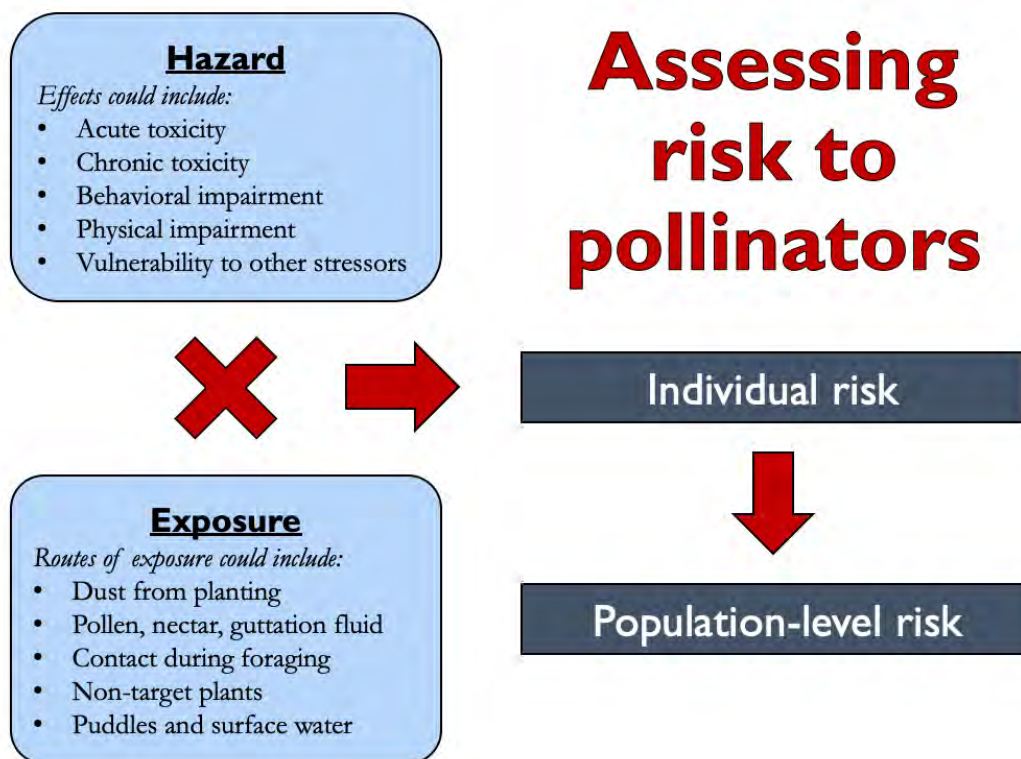 Hazard
Effects could include:
• Acute toxicity
• Chronic toxicity
• Behavioral impairment
• Physical impairment
• Vulnerability to other stressors
Assessing
risk to
pollinators
Individual risk
Exposure
Routes of exposure could include:
• Dust from planting
• Pollen, nectar, guttation fluid
• Contact during foraging
• Non-target plants
• Puddles and surface water
Population-level risk